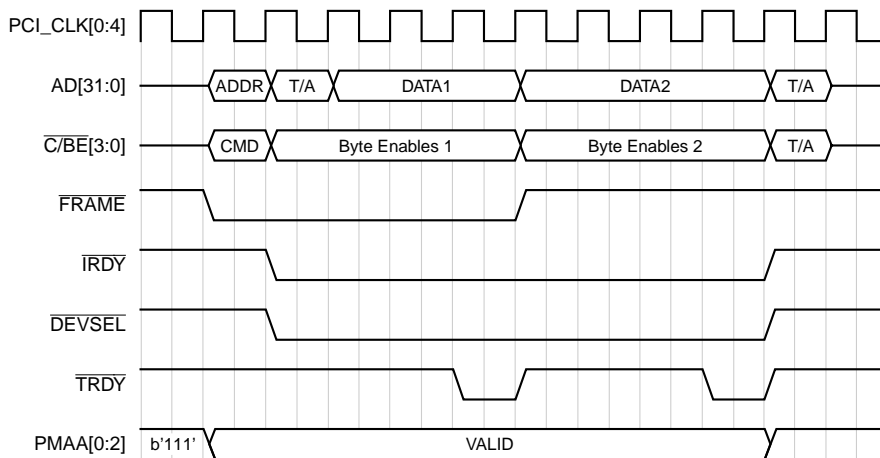 PCI_CLK[0:4]
AD[31:0] ADDR T/A DATA1 DATA2 T/A
C/BE[3:0] CMD Byte Enables 1 Byte Enables 2 T/A
FRAME
IRDY
DEVSEL
TRDY
PMAA[0:2] b'111' VALID